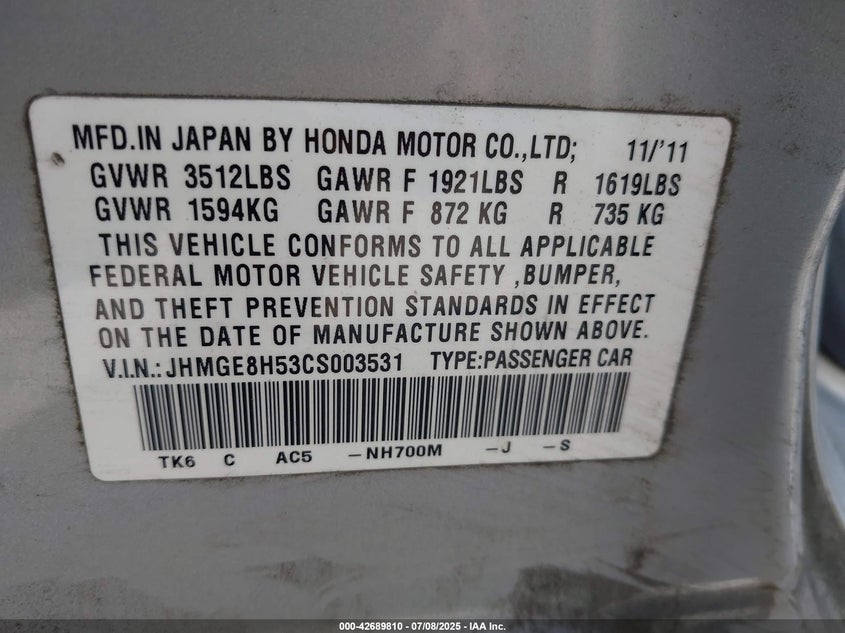 MFD.IN JAPAN BY HONDA MOTOR CO.,LTD; 11/'11
GVWR 3512LBS GAWR F 1921LBS R 1619LBS
GVWR 1594KG GAWR F 872 KG R 735 KG
THIS VEHICLE CONFORMS TO ALL APPLICABLE
FEDERAL MOTOR VEHICLE SAFETY ,BUMPER,
AND THEFT PREVENTION STANDARDS IN EFFECT
ON THE DATE OF MANUFACTURE SHOWN ABOVE.
V.I.N.: JHMGE8H53CS003531 TYPE:PASSENGER CAR
TK6 C AC5 -NH700M -J -S
000-42689810 | 07/08/2025 - IAA Inc.